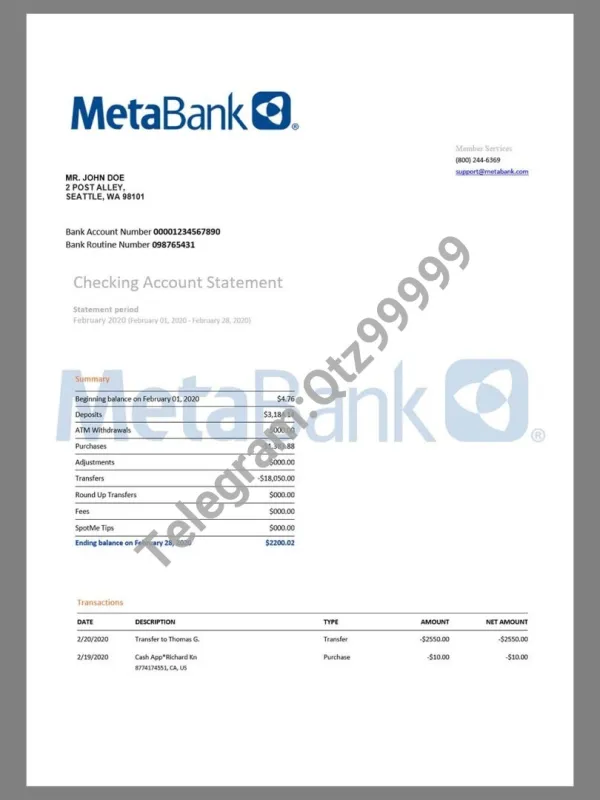 MetaBank®
Member Services
(800) 244-6369
support@metabank.com
MR. JOHN DOE
2 POST ALLEY,
SEATTLE, WA 98101
Bank Account Number 00001234567890
Bank Routine Number 098765431
Checking Account Statement
Statement period
February 2020 (February 01, 2020 - February 28, 2020)
MetaBank®
Telegram:Qtz99999
Summary
Beginning balance on February 01, 2020 $4.76
Deposits
ATM Withdrawals
Purchases
Adjustments $000.00
Transfers -$18,050.00
Round Up Transfers $000.00
Fees $000.00
SpotMe Tips $000.00
Ending balance on February 28, 2020 $2200.02
Transactions
DATE DESCRIPTION TYPE AMOUNT NET AMOUNT
2/20/2020 Transfer to Thomas G. Transfer -$2550.00 -$2550.00
2/19/2020 Cash App*Richard Kn Purchase -$10.00 -$10.00
8774174551, CA, US